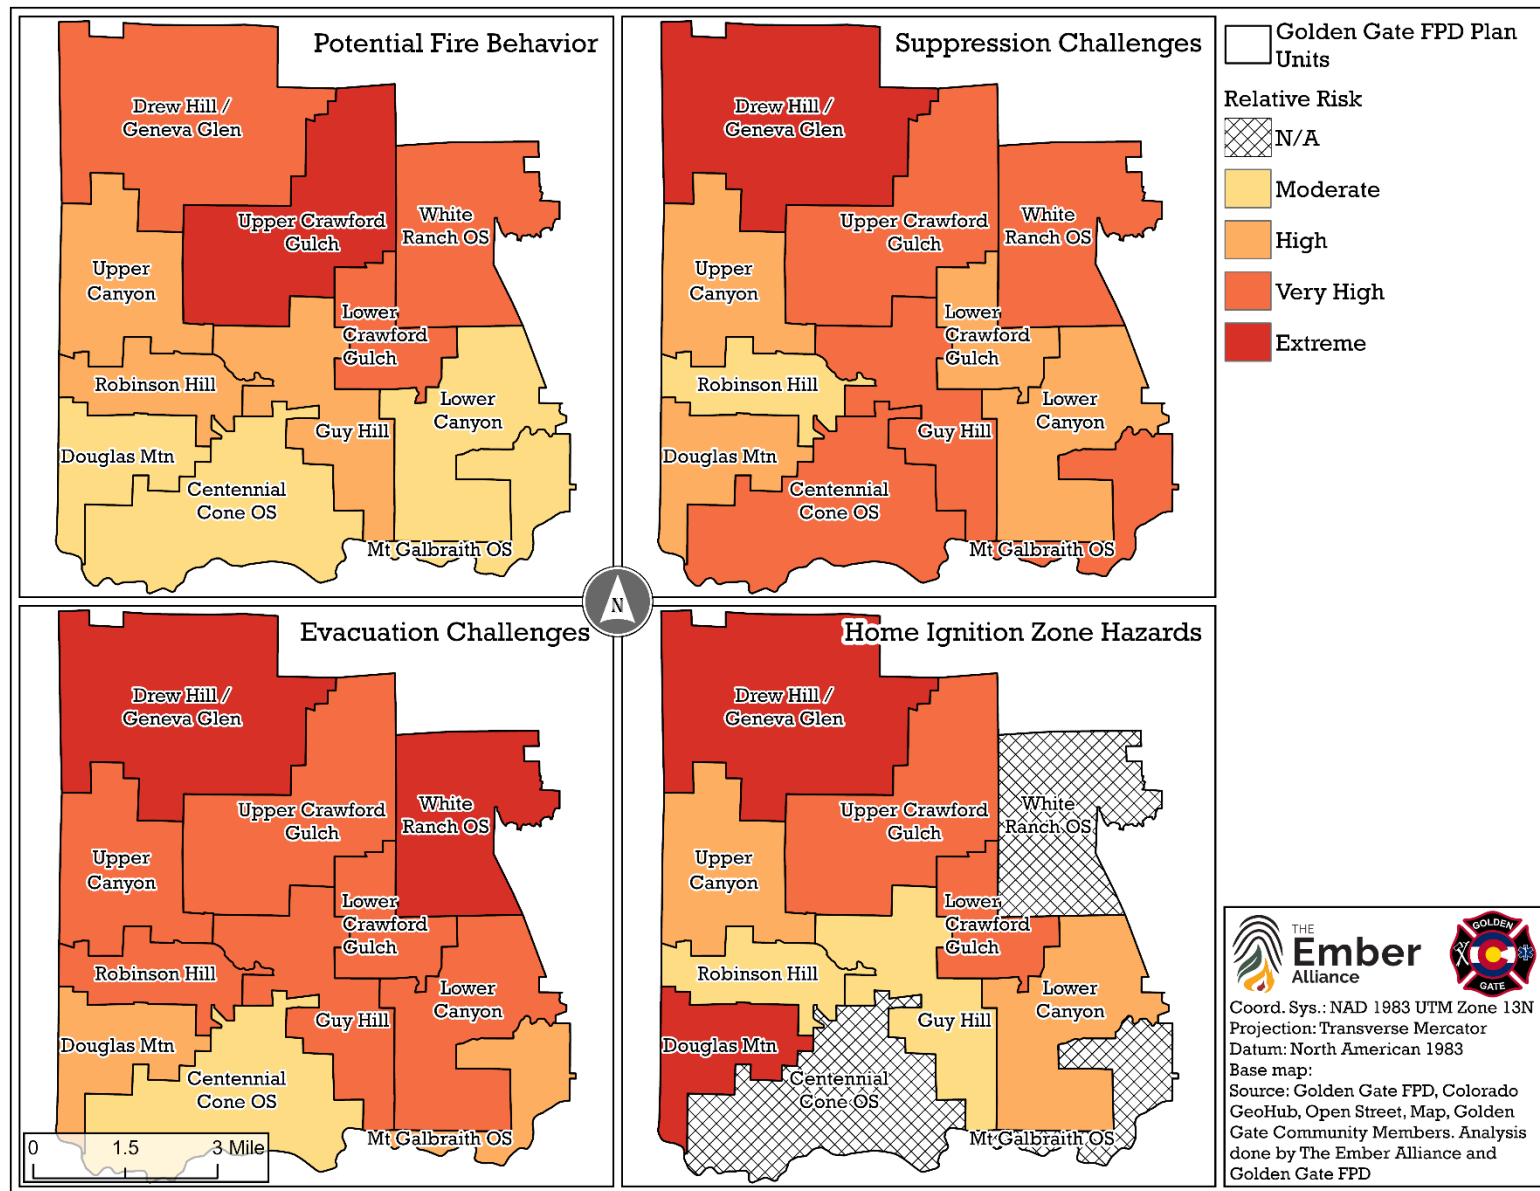 Potential Fire Behavior
Drew Hill /
Geneva Glen
Upper Crawford
Gulch
White
Ranch OS
Upper
Canyon
Lower
Crawford
Gulch
Robinson Hill
Lower
Canyon
Guy Hill
Douglas Mtn
Centennial
Cone OS
Mt Galbraith OS
Suppression Challenges
Drew Hill /
Geneva Glen
Upper Crawford
Gulch
White
Ranch OS
Upper
Canyon
Lower
Crawford
Gulch
Robinson Hill
Lower
Canyon
Guy Hill
Douglas Mtn
Centennial
Cone OS
Mt Galbraith OS
Golden Gate FPD Plan
Units
Relative Risk
N/A
Moderate
High
Very High
Extreme
N
Evacuation Challenges
Drew Hill /
Geneva Glen
Upper Crawford
Gulch
White
Ranch OS
Upper
Canyon
Lower
Crawford
Gulch
Robinson Hill
Lower
Canyon
Guy Hill
Douglas Mtn
Centennial
Cone OS
Mt Galbraith OS
0 1.5 3 Mile
Home Ignition Zone Hazards
Drew Hill /
Geneva Glen
Upper Crawford
Gulch
White
Ranch OS
Upper
Canyon
Lower
Crawford
Gulch
Robinson Hill
Lower
Canyon
Guy Hill
Douglas Mtn
Centennial
Cone OS
Mt Galbraith OS
THE
Ember
Alliance
GOLDEN
GATE
Coord. Sys.: NAD 1983 UTM Zone 13N
Projection: Transverse Mercator
Datum: North American 1983
Base map:
Source: Golden Gate FPD, Colorado
GeoHub, Open Street, Map, Golden
Gate Community Members. Analysis
done by The Ember Alliance and
Golden Gate FPD